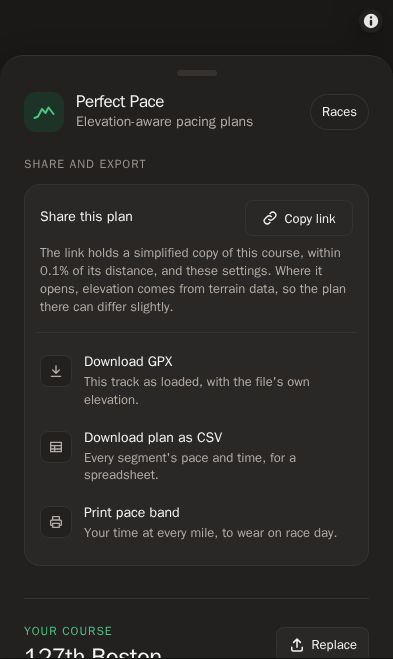 Perfect Pace
Elevation-aware pacing plans
Races
SHARE AND EXPORT
Share this plan
Copy link
The link holds a simplified copy of this course, within
0.1% of its distance, and these settings. Where it
opens, elevation comes from terrain data, so the plan
there can differ slightly.
Download GPX
This track as loaded, with the file's own
elevation.
Download plan as CSV
Every segment's pace and time, for a
spreadsheet.
Print pace band
Your time at every mile, to wear on race day.
YOUR COURSE
127th Boston
Replace